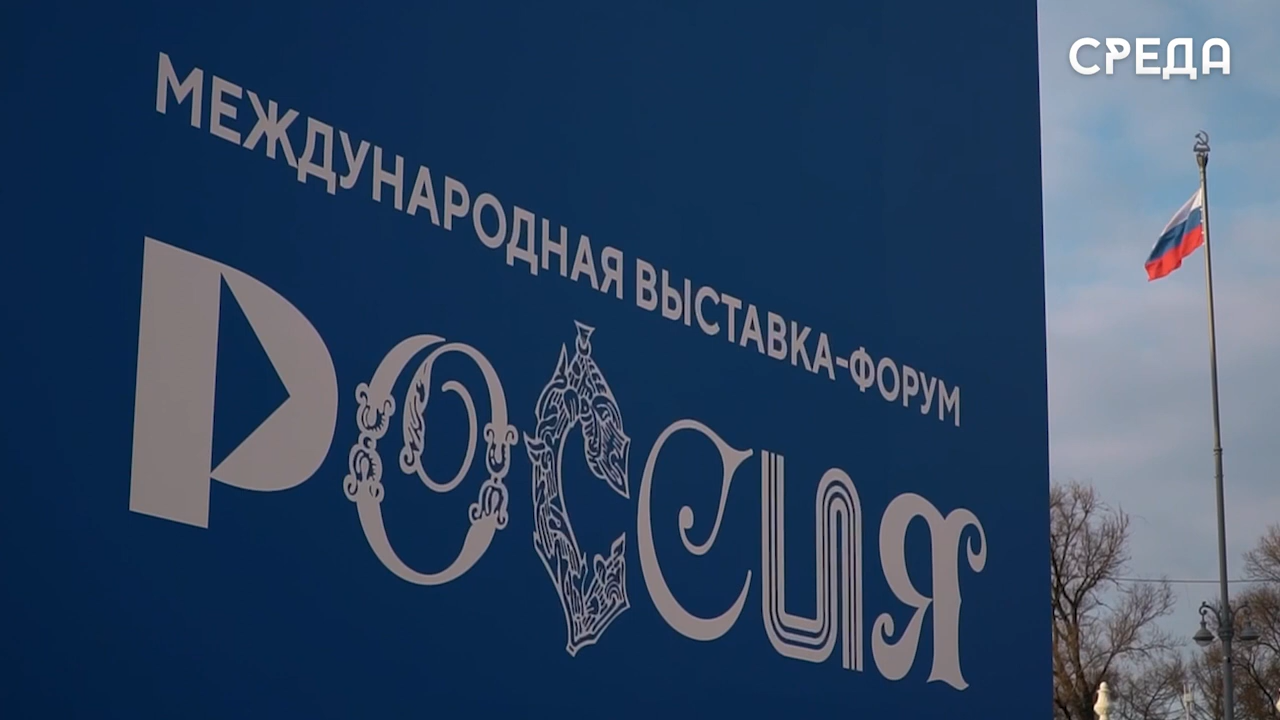 СРЕДА
МЕЖДУНАРОДНАЯ ВЫСТАВКА-ФОРУМ
РОССИЯ